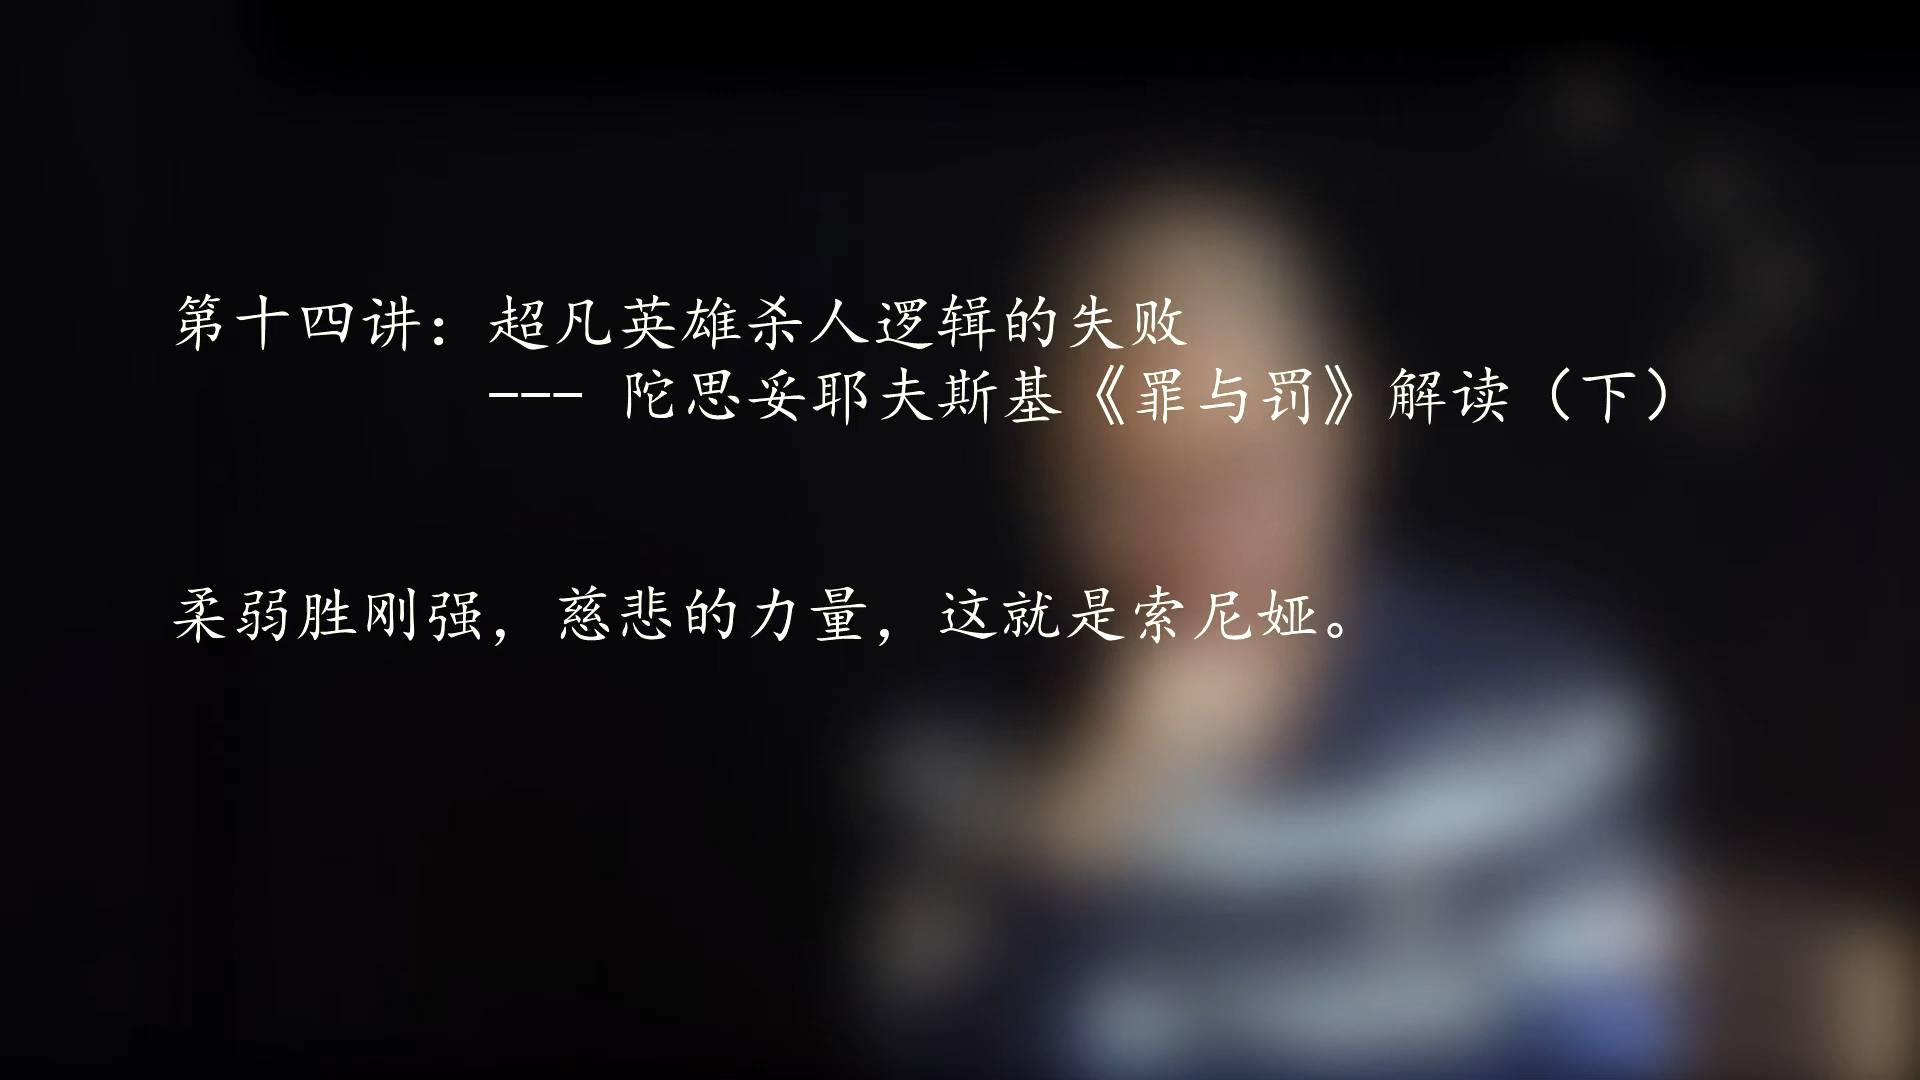 第十四讲：超凡英雄杀人逻辑的失败
--- 陀思妥耶夫斯基《罪与罚》解读（下）
柔弱胜刚强，慈悲的力量，这就是索尼娅。